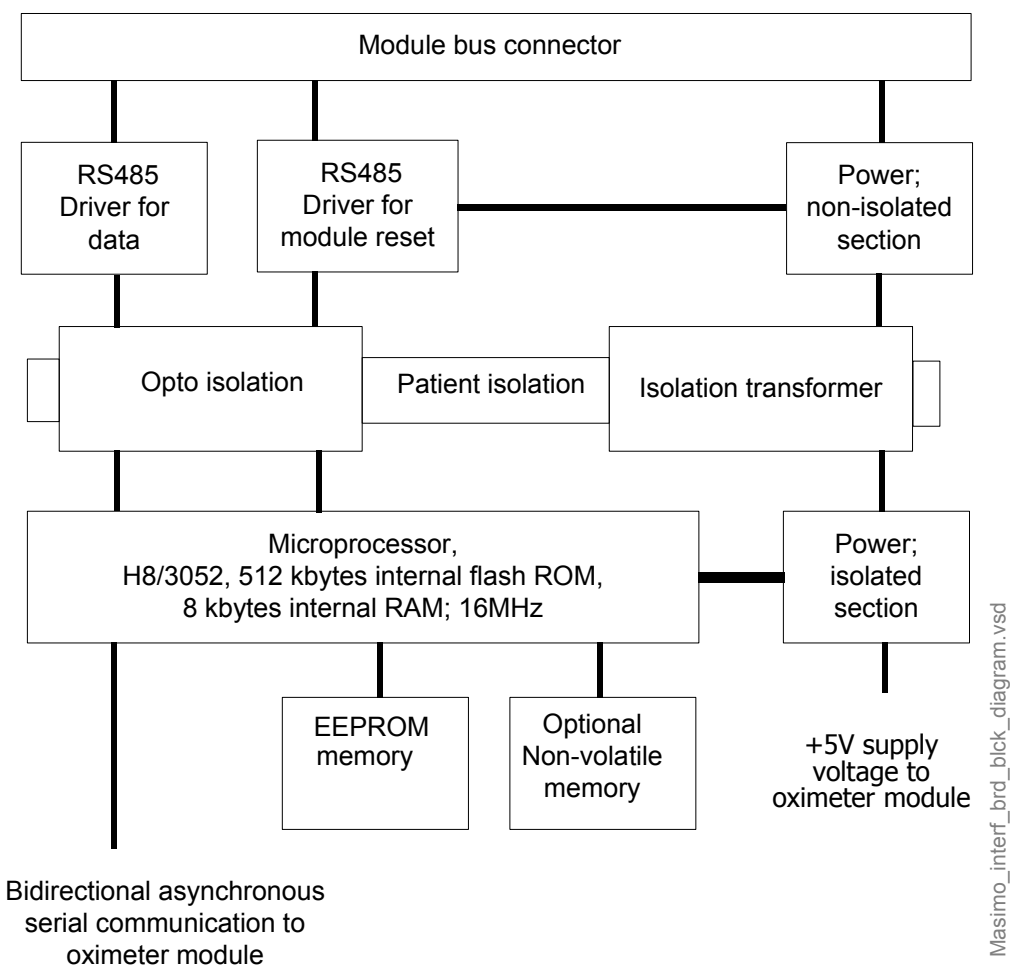 Module bus connector
RS485
Driver for
data
RS485
Driver for
module reset
Power;
non-isolated
section
Opto isolation
Patient isolation
Isolation transformer
Microprocessor,
H8/3052, 512 kbytes internal flash ROM,
8 kbytes internal RAM; 16MHz
Power;
isolated
section
EEPROM
memory
Optional
Non-volatile
memory
+5V supply
voltage to
oximeter module
Bidirectional asynchronous
serial communication to
oximeter module
Masimo_interf_brd_blck_diagram.vsd